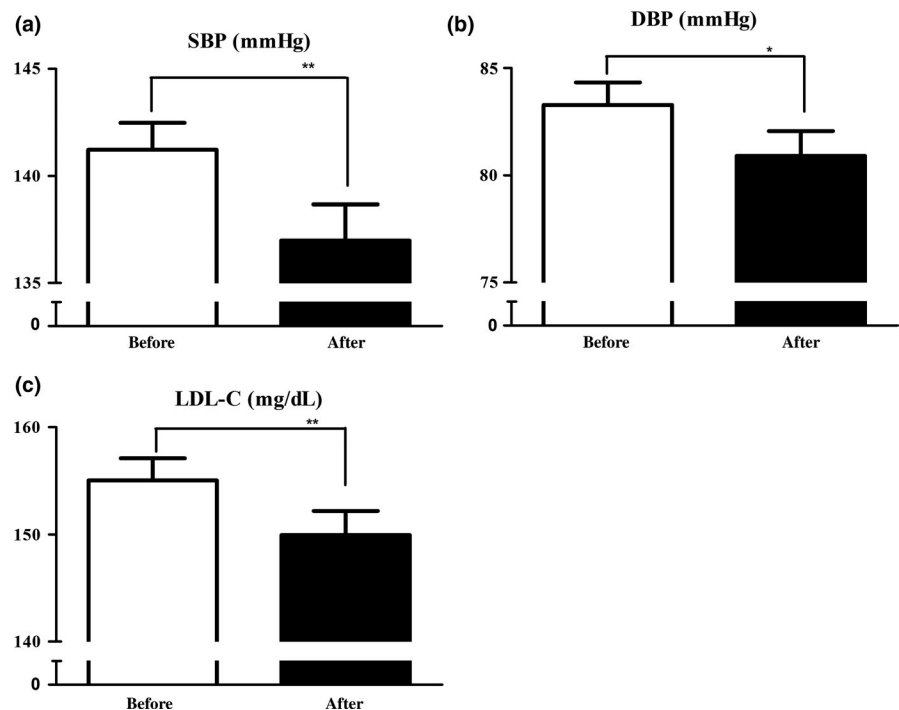 (a)
SBP (mmHg)
**
145
140
135
0
Before After
(b)
DBP (mmHg)
*
85
80
75
0
Before After
(c)
LDL-C (mg/dL)
**
160
150
140
0
Before After